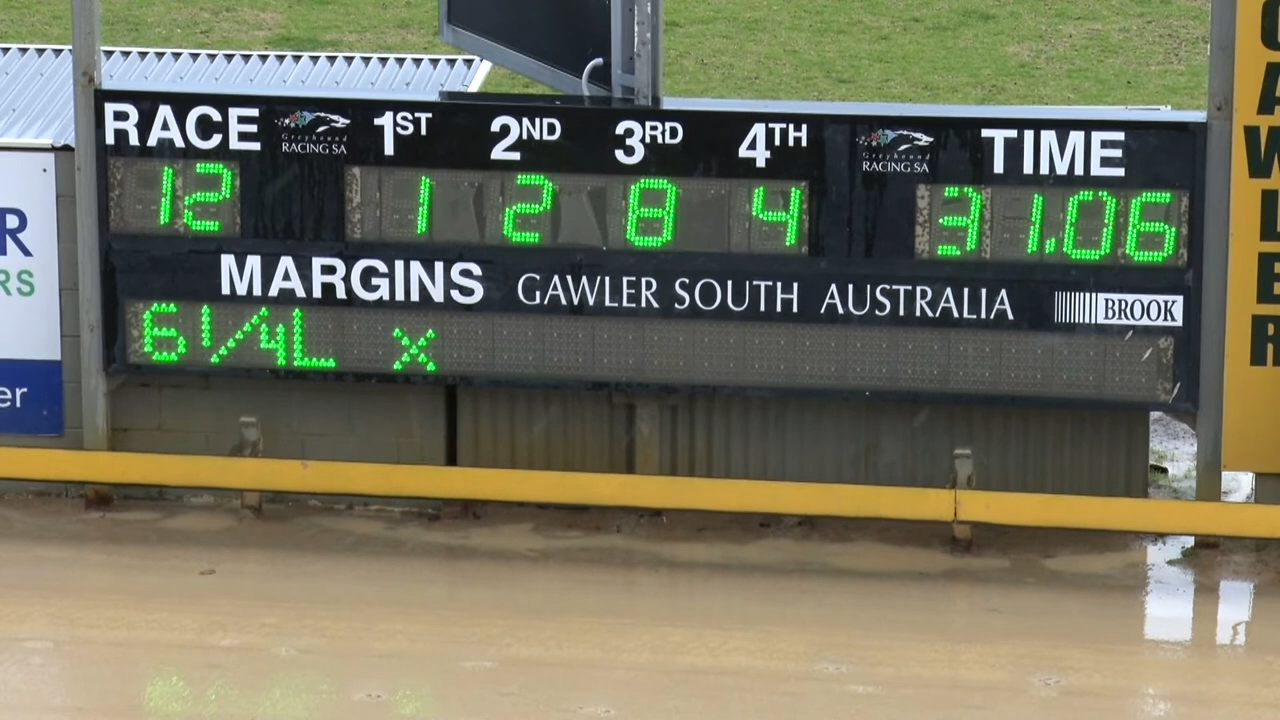 RACE 1ST 2ND 3RD 4TH TIME
Greyhound RACING SA
Greyhound RACING SA
12 1 2 8 4 31.06
MARGINS GAWLER SOUTH AUSTRALIA BROOK
6 1/4L x
R
RS
er
GAWLER